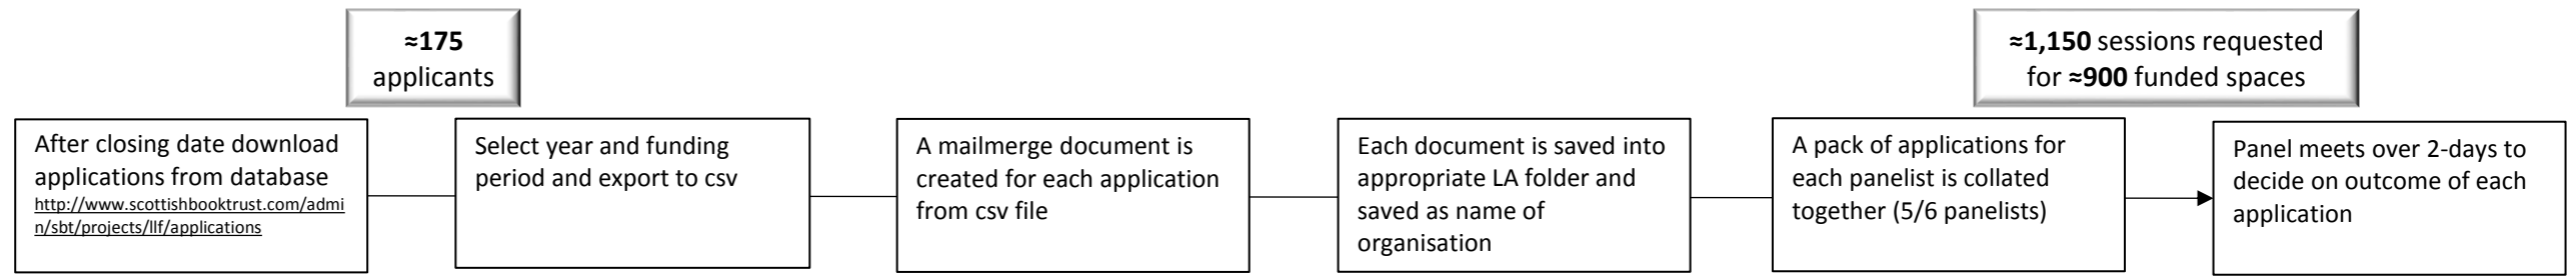 ≈175
applicants
≈1,150 sessions requested
for ≈900 funded spaces
After closing date download
applications from database
http://www.scottishbooktrust.com/admi
n/sbt/projects/llf/applications
Select year and funding
period and export to csv
A mailmerge document is
created for each application
from csv file
Each document is saved into
appropriate LA folder and
saved as name of
organisation
A pack of applications for
each panelist is collated
together (5/6 panelists)
Panel meets over 2-days to
decide on outcome of each
application